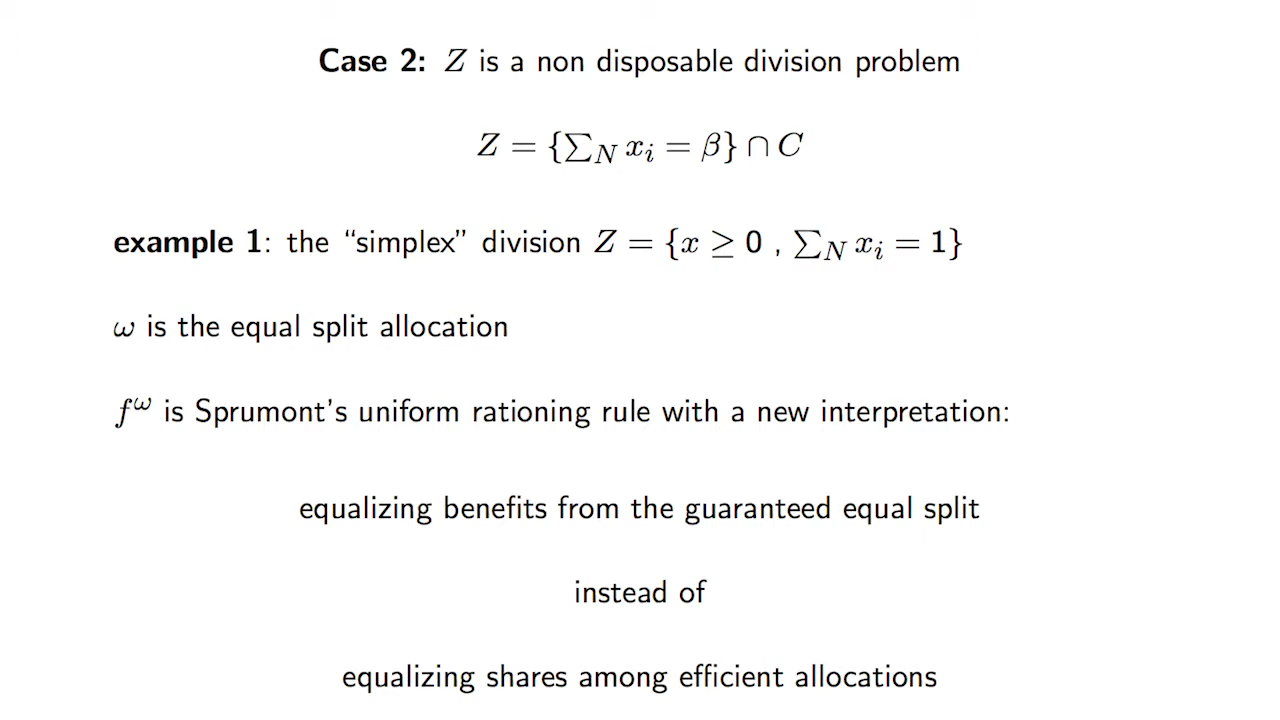 Case 2: Z is a non disposable division problem
Z = {∑_N x_i = β} ∩ C
example 1: the “simplex” division Z = {x ≥ 0 , ∑_N x_i = 1}
ω is the equal split allocation
f^ω is Sprumont’s uniform rationing rule with a new interpretation:
equalizing benefits from the guaranteed equal split
instead of
equalizing shares among efficient allocations